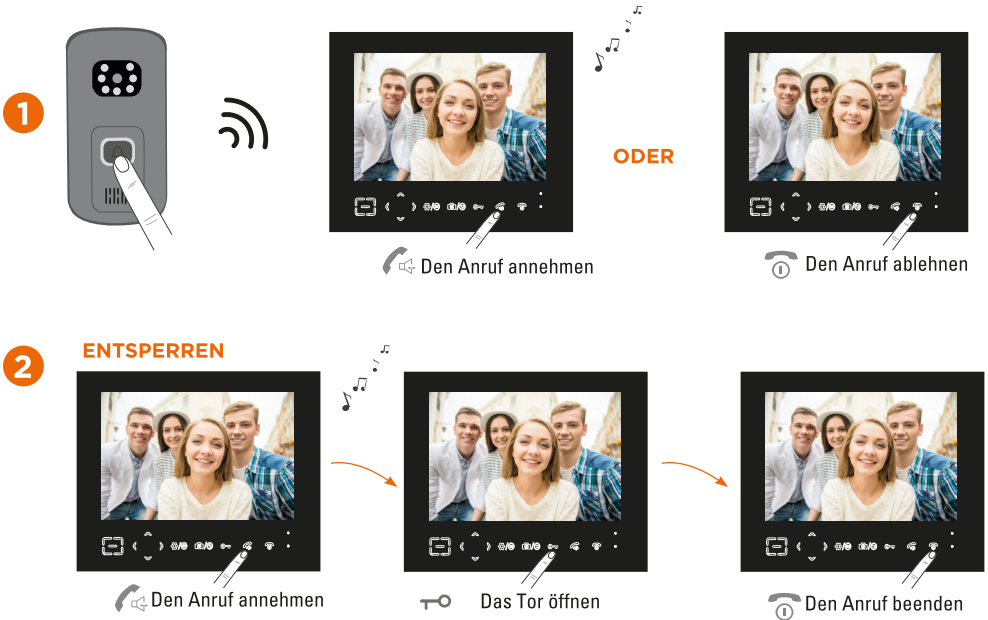 1
ODER
Den Anruf annehmen
Den Anruf ablehnen
2
ENTSPERREN
Den Anruf annehmen
Das Tor öffnen
Den Anruf beenden